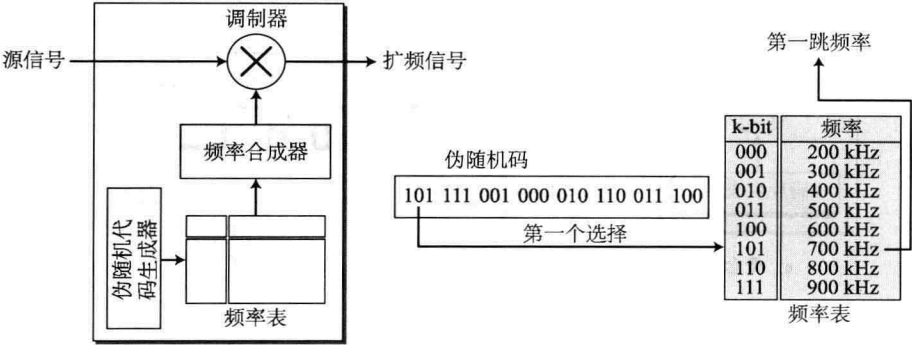 调制器
源信号
扩频信号
频率合成器
伪随机代
码生成器
频率表
第一跳频率
伪随机码
101 111 001 000 010 110 011 100
第一个选择
k-bit 频率
000 200 kHz
001 300 kHz
010 400 kHz
011 500 kHz
100 600 kHz
101 700 kHz
110 800 kHz
111 900 kHz
频率表